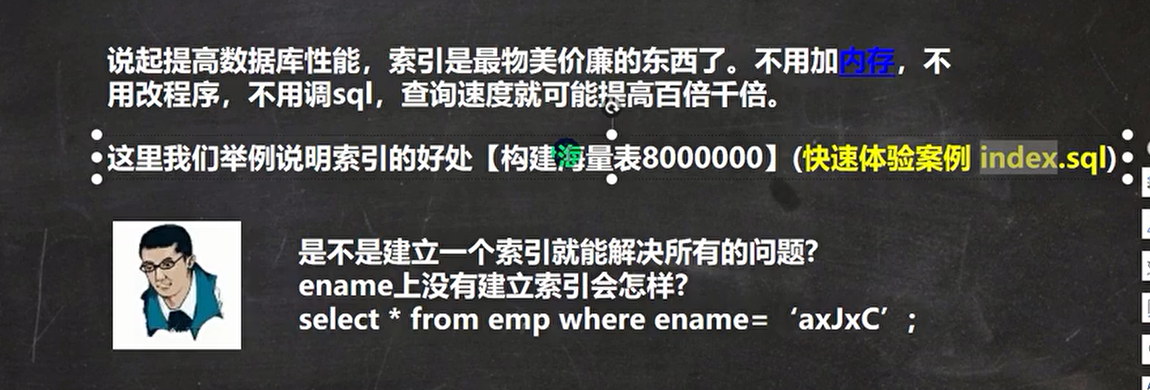 说起提高数据库性能，索引是最物美价廉的东西了。不用加内存，不
用改程序，不用调sql，查询速度就可能提高百倍千倍。
这里我们举例说明索引的好处【构建海量表8000000】(快速体验案例 index.sql)
是不是建立一个索引就能解决所有的问题?
ename上没有建立索引会怎样?
select * from emp where ename=‘axJxC’;